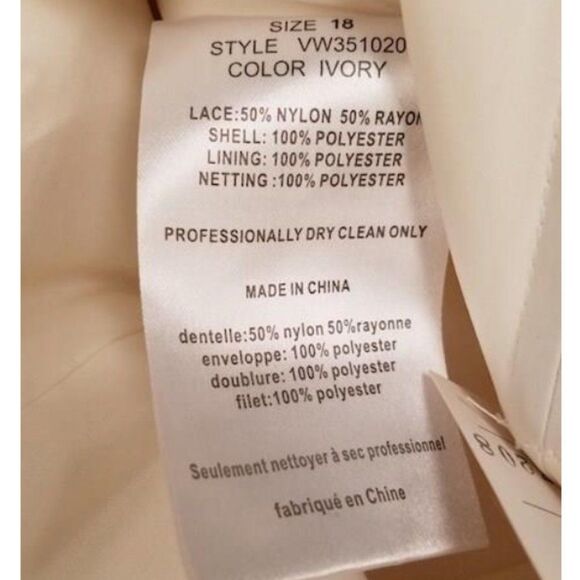 SIZE 18
STYLE VW351020
COLOR IVORY
LACE:50% NYLON 50% RAYON
SHELL: 100% POLYESTER
LINING: 100% POLYESTER
NETTING :100% POLYESTER
PROFESSIONALLY DRY CLEAN ONLY
MADE IN CHINA
dentelle:50% nylon 50%rayonne
enveloppe: 100% polyester
doublure: 100% polyester
filet:100% polyester
Seulement nettoyer à sec professionnel
fabriqué en Chine